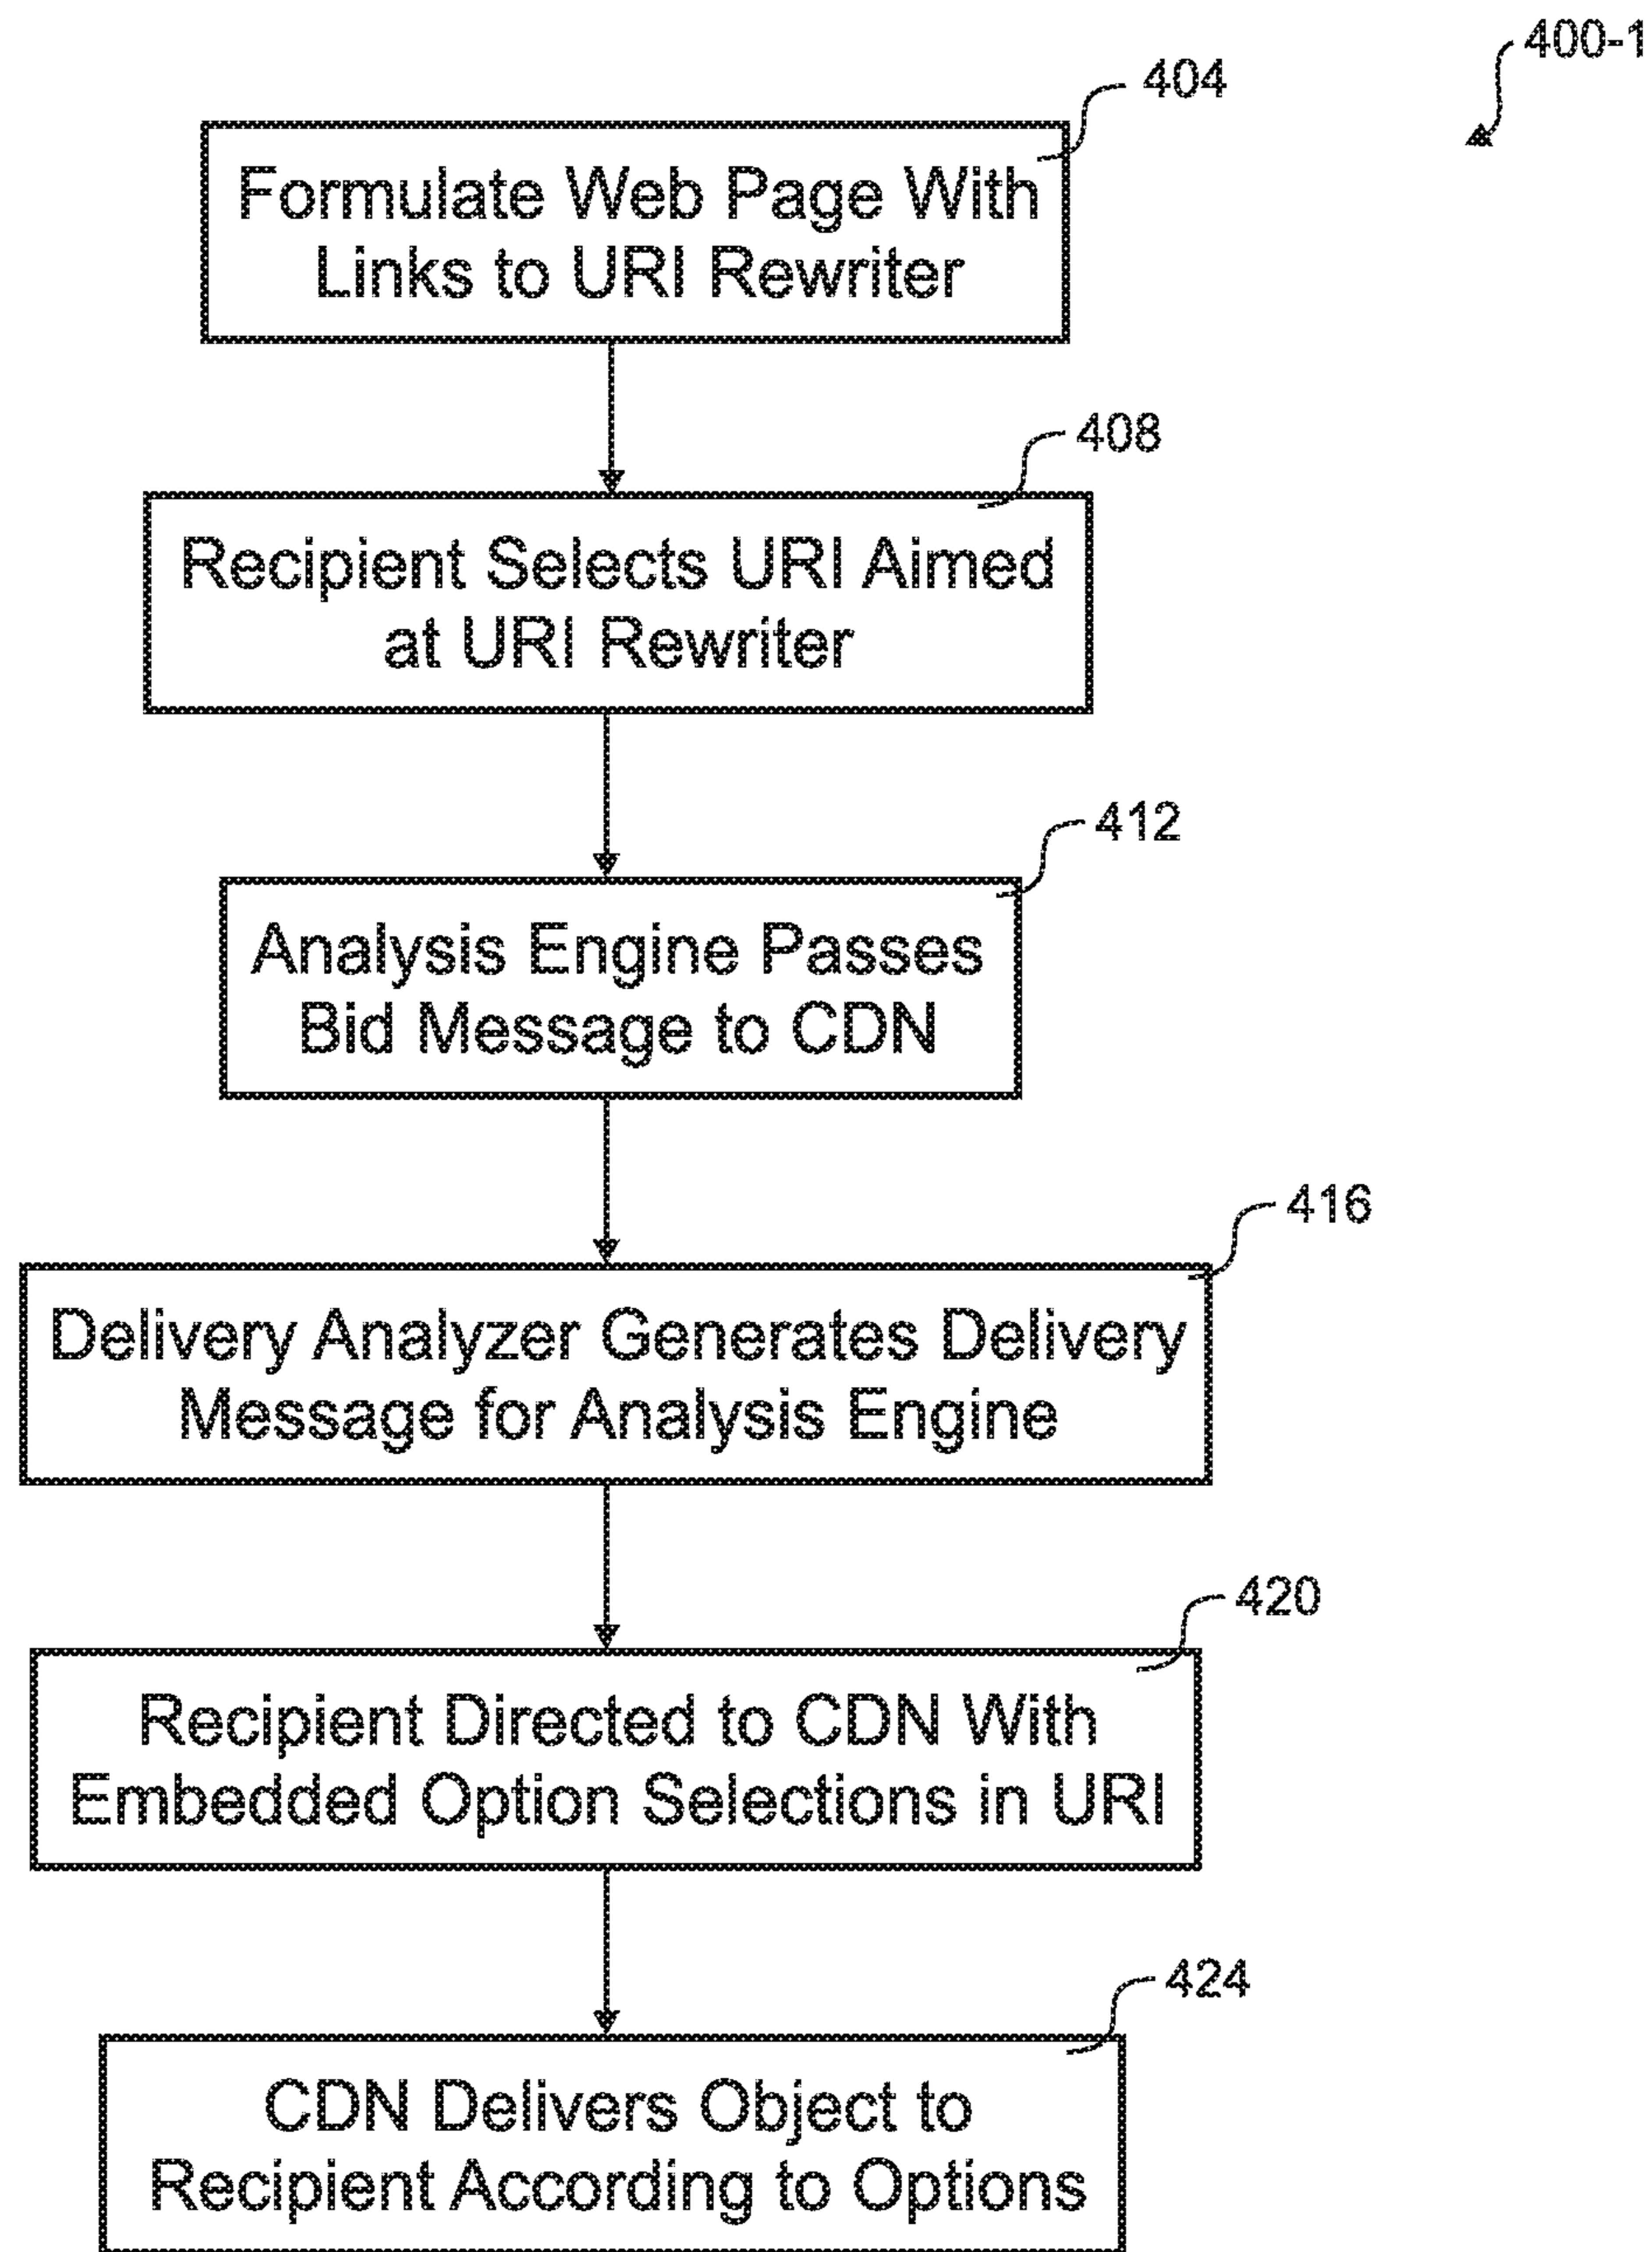 400-1
404
Formulate Web Page With
Links to URI Rewriter
408
Recipient Selects URI Aimed
at URI Rewriter
412
Analysis Engine Passes
Bid Message to CDN
416
Delivery Analyzer Generates Delivery
Message for Analysis Engine
420
Recipient Directed to CDN With
Embedded Option Selections in URI
424
CDN Delivers Object to
Recipient According to Options